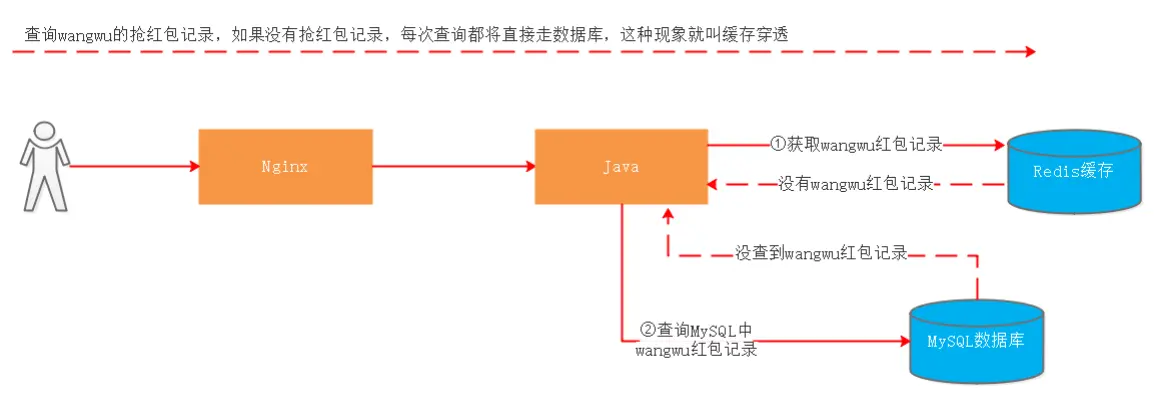 查询wangwu的抢红包记录，如果没有抢红包记录，每次查询都将直接走数据库，这种现象就叫缓存穿透
Nginx
Java
①获取wangwu红包记录
Redis缓存
没有wangwu红包记录
没查到wangwu红包记录
②查询MySQL中
wangwu红包记录
MySQL数据库